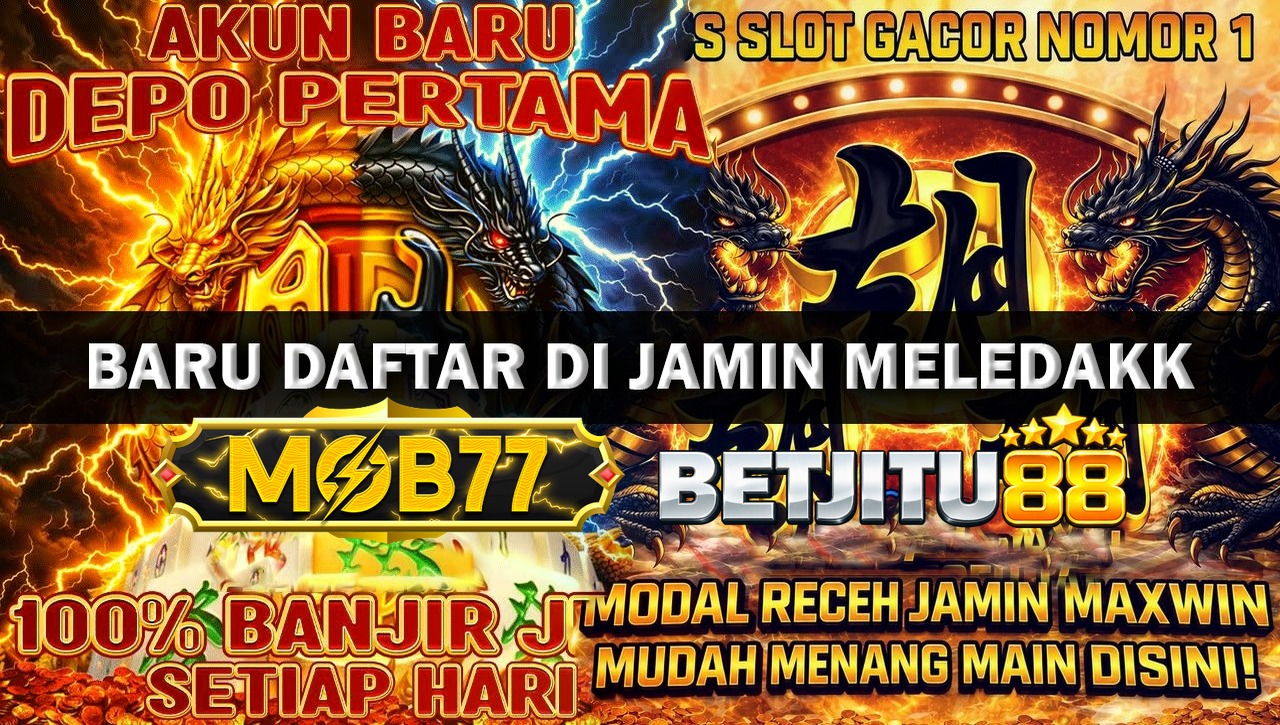 AKUN BARU
DEPO PERTAMA
S SLOT GACOR NOMOR 1
胡
BARU DAFTAR DI JAMIN MELEDAKK
MOB77
BETJITU88
100% BANJIR J
SETIAP HARI
MODAL RECEH JAMIN MAXWIN
MUDAH MENANG MAIN DISINI!